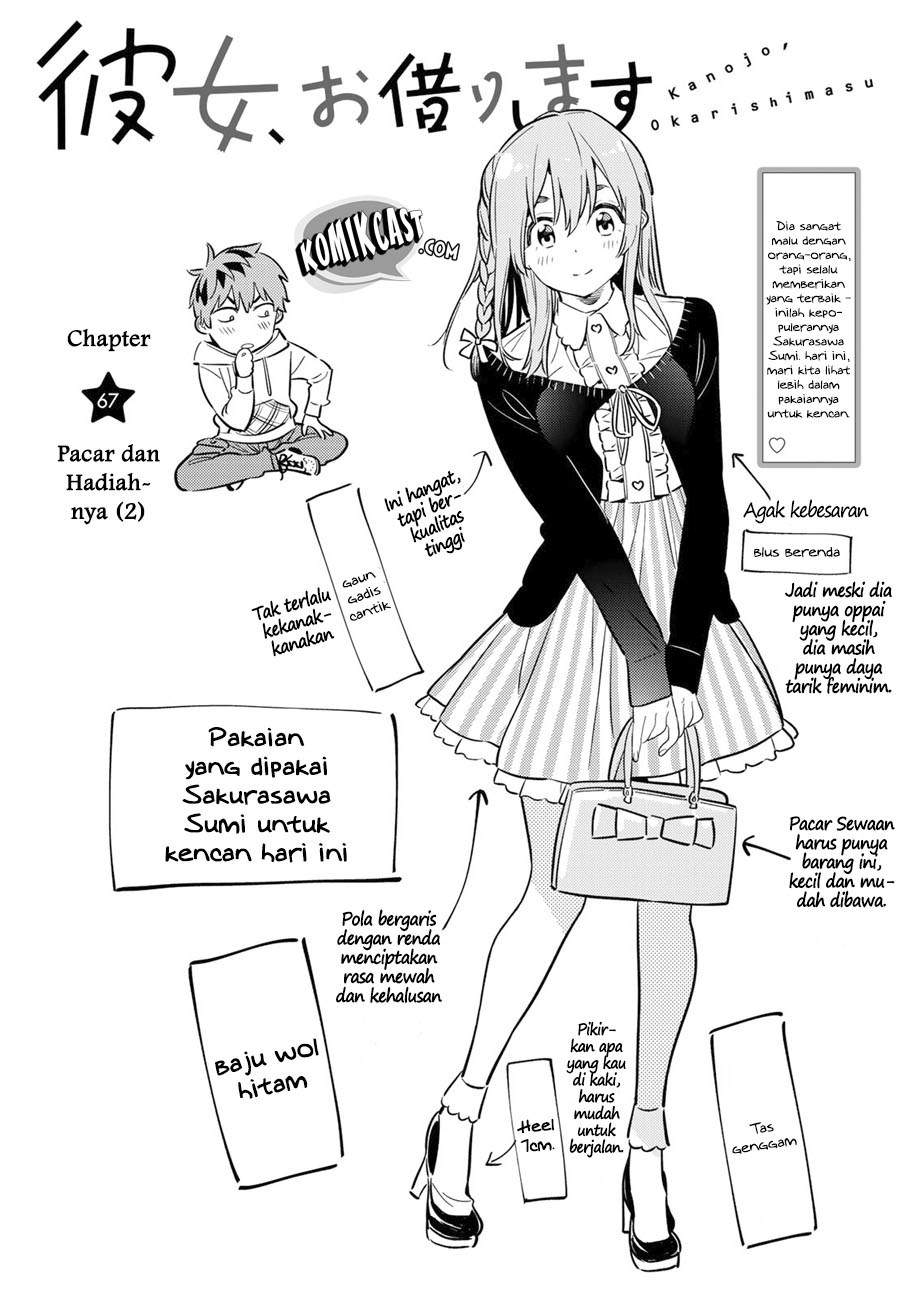 彼女、お借ります
Kanojo,
Okarishimasu
KOMIKCAST
.COM
Chapter
67
Pacar dan
Hadiah-
nya (2)
Dia sangat
malu dengan
orang-orang,
tapi selalu
memberikan
yang terbaik -
inilah kepo-
pulerannya
Sakurasawa
Sumi. hari ini,
mari kita lihat
lebih dalam
pakaiannya
untuk kencan.
♡
Ini hangat,
tapi ber-
kualitas
tinggi
Agak kebesaran
Blus Berenda
Jadi meski dia
punya oppai
yang kecil,
dia masih
punya daya
tarik feminim.
Gaun
Gadis
cantik
Tak terlalu
kekanak-
kanakan
Pakaian
yang dipakai
Sakurasawa
Sumi untuk
kencan hari ini
Pacar Sewaan
harus punya
barang ini,
kecil dan mu-
dah dibawa.
Pola bergaris
dengan renda
menciptakan
rasa mewah
dan kehalusan
Baju wol
hitam
Pikir-
kan apa
yang kau
di kaki,
harus
mudah
untuk
berjalan.
Heel
7cm.
Tas
Genggam